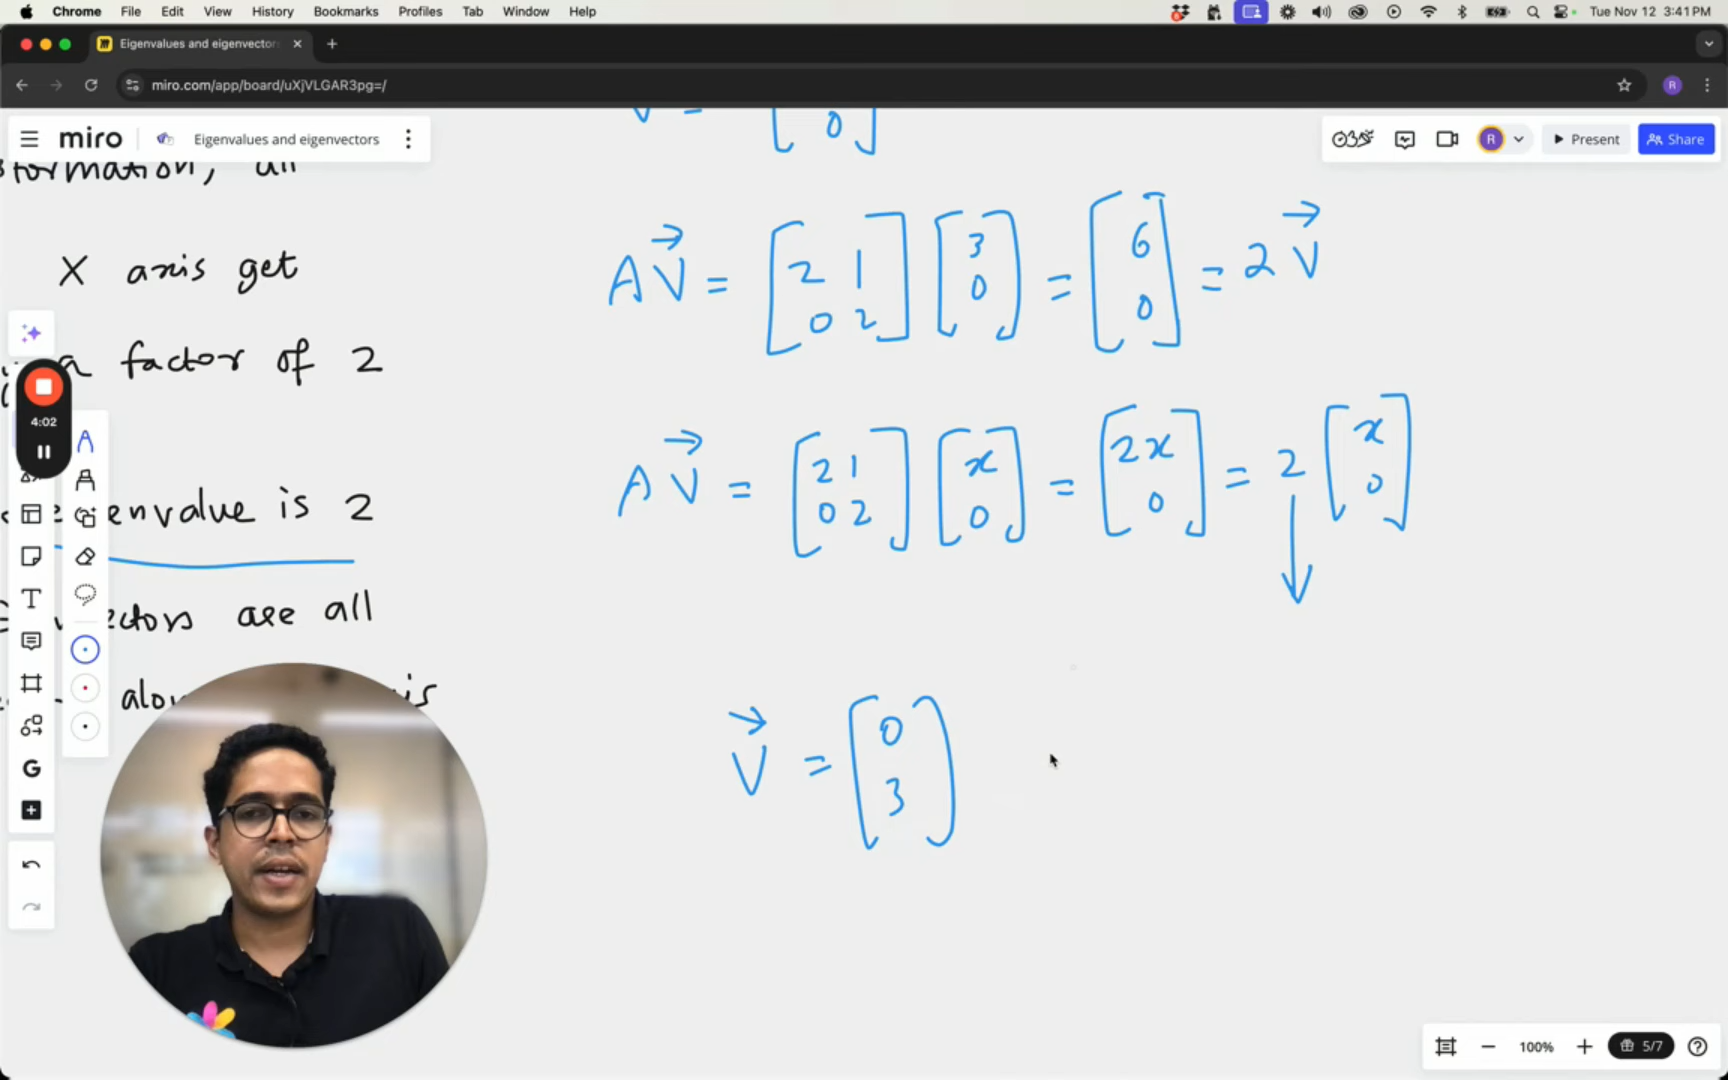 Chrome File Edit View History Bookmarks Profiles Tab Window Help Tue Nov 12 3:41 PM
Eigenvalues and eigenvector
miro.com/app/board/uXjVLGAR3pg=/
miro Eigenvalues and eigenvectors R Present Share
formation, all
X axis get
a factor of 2
4:02
envalue is 2
ectors are all
0]
A V = [2 1 0 2] [3 0] = [6 0] = 2 V
A V = [2 1 0 2] [x 0] = [2x 0] = 2 [x 0]
V = [0 3]
100% 5/7